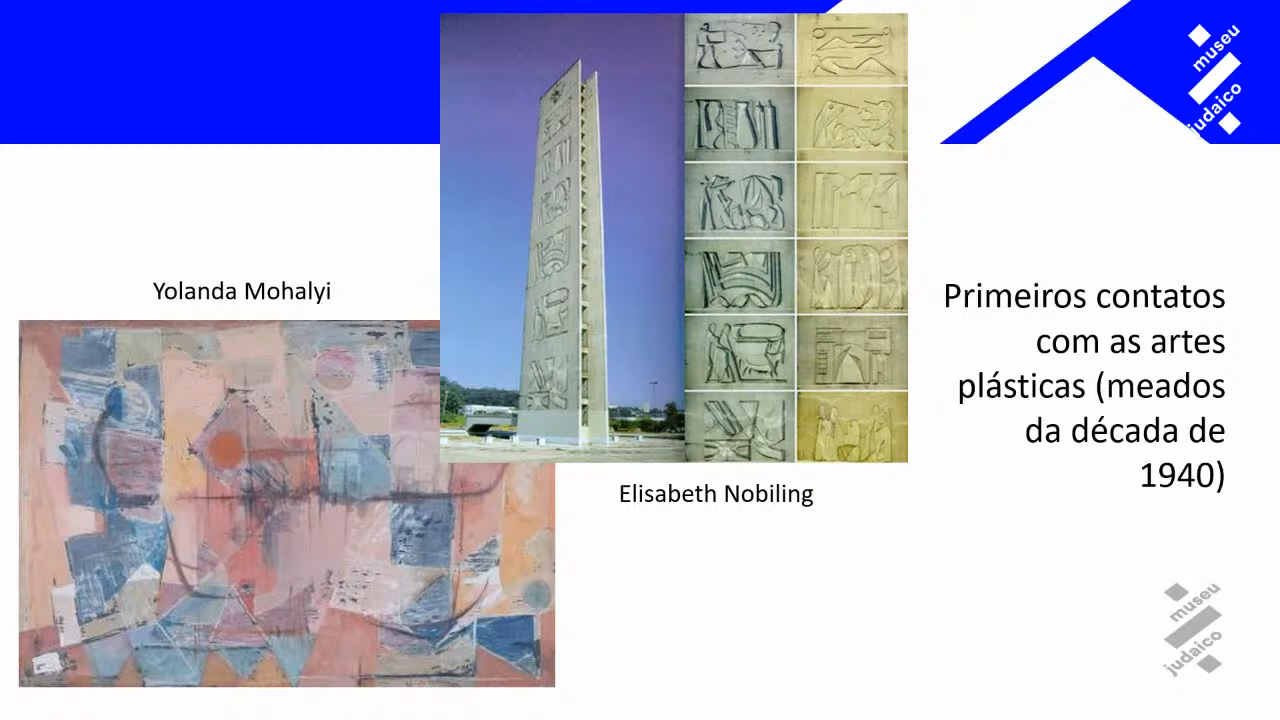 museu
judaico
Yolanda Mohalyi
Primeiros contatos
com as artes
plásticas (meados
da década de
1940)
Elisabeth Nobiling
museu
judaico